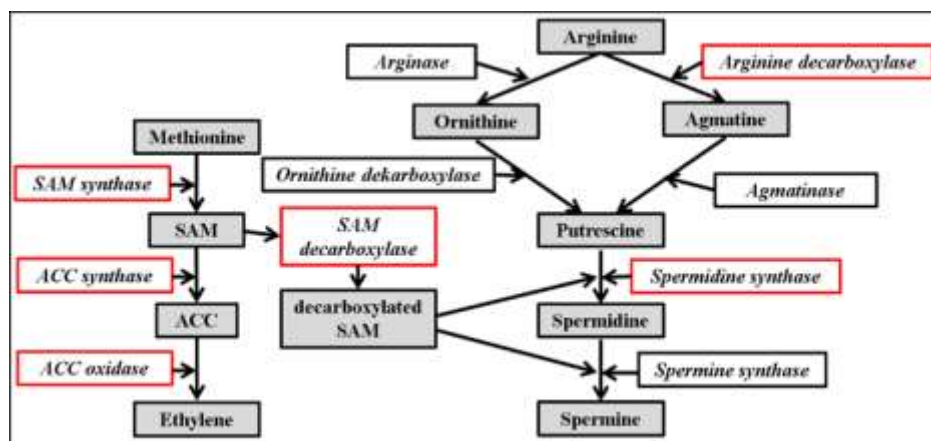 Arginine
Arginase
Arginine decarboxylase
Ornithine
Agmatine
Methionine
Ornithine dekarboxylase
SAM synthase
Agmatinase
SAM
SAM
decarboxylase
Putrescine
ACC synthase
Spermidine synthase
decarboxylated
SAM
ACC
Spermidine
ACC oxidase
Spermine synthase
Ethylene
Spermine